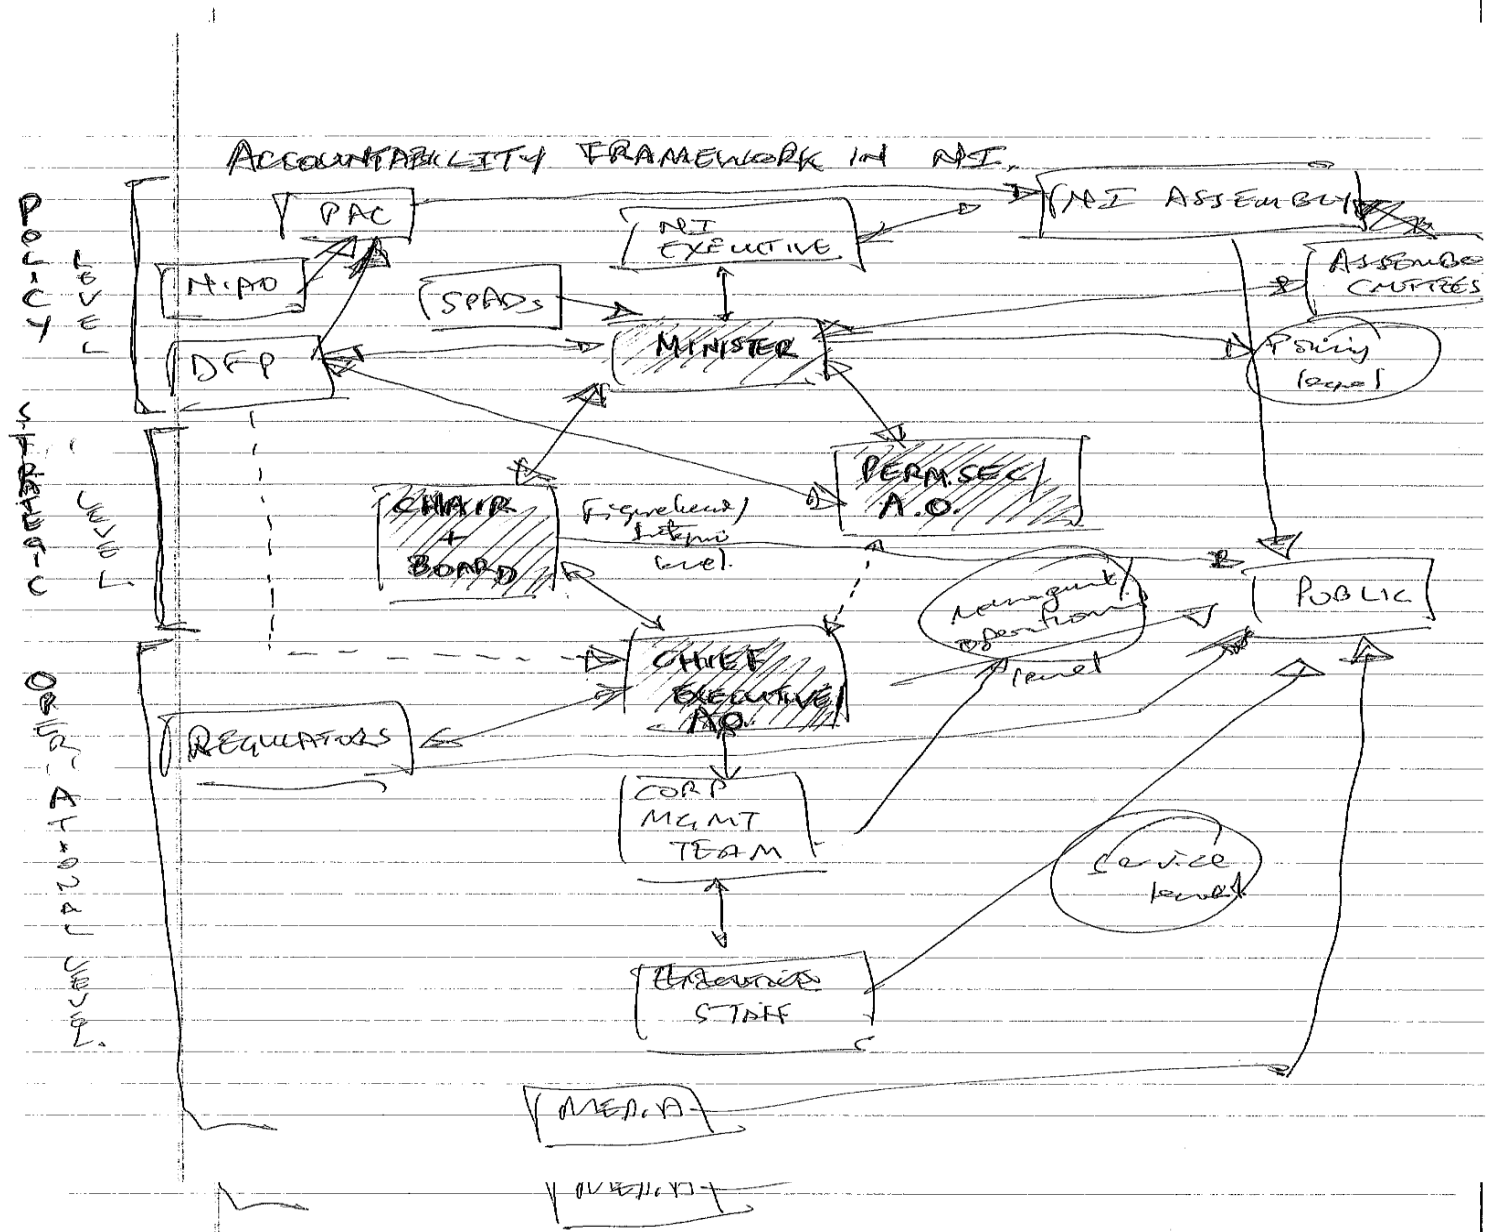 ACCOUNTABILITY FRAMEWORK IN NI.
POLICY
LEVEL
PAC
NI
EXECUTIVE
NI ASSEMBLY
NIAO
SPADs
ASSEMB
CMTTEES
DFP
MINISTER
Policy
level
STRATEGIC
LEVEL
CHAIR
+
BOARD
Figurehead/
level.
PERM.SEC/
A.O.
Management/
operational
level
PUBLIC
OPERATIONAL LEVEL.
CHIEF
EXECUTIVE/
AO.
REGULATORS
CORP
MGMT
TEAM
Service
level
STAFF
MEDIA
MEDIA